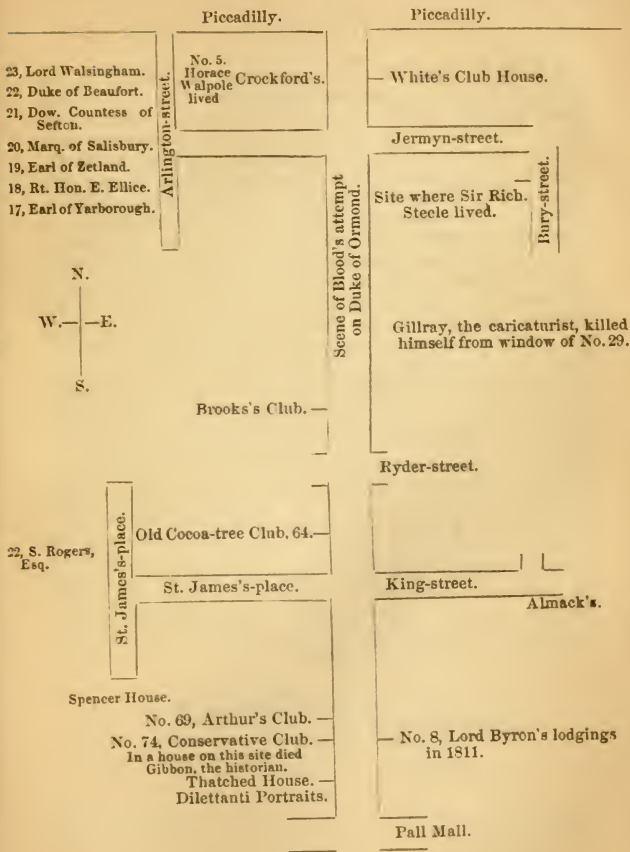 Piccadilly.
Piccadilly.
23, Lord Walsingham.
22, Duke of Beaufort.
21, Dow. Countess of
Sefton.
20, Marq. of Salisbury.
19, Earl of Zetland.
18, Rt. Hon. E. Ellice.
17, Earl of Yarborough.
Arlington-street.
No. 5.
Horace
Walpole
lived
Crockford's.
White's Club House.
Jermyn-street.
Scene of Blood's attempt
on Duke of Ormond.
Site where Sir Rich.
Steele lived.
Bury-street.
N.
W.
E.
S.
Gillray, the caricaturist, killed
himself from window of No. 29.
Brooks's Club.
Ryder-street.
22, S. Rogers,
Esq.
St. James's-place.
Old Cocoa-tree Club, 64.
St. James's-place.
King-street.
Almack's.
Spencer House.
No. 69, Arthur's Club.
No. 74, Conservative Club.
In a house on this site died
Gibbon, the historian.
Thatched House.
Dilettanti Portraits.
No. 8, Lord Byron's lodgings
in 1811.
Pall Mall.